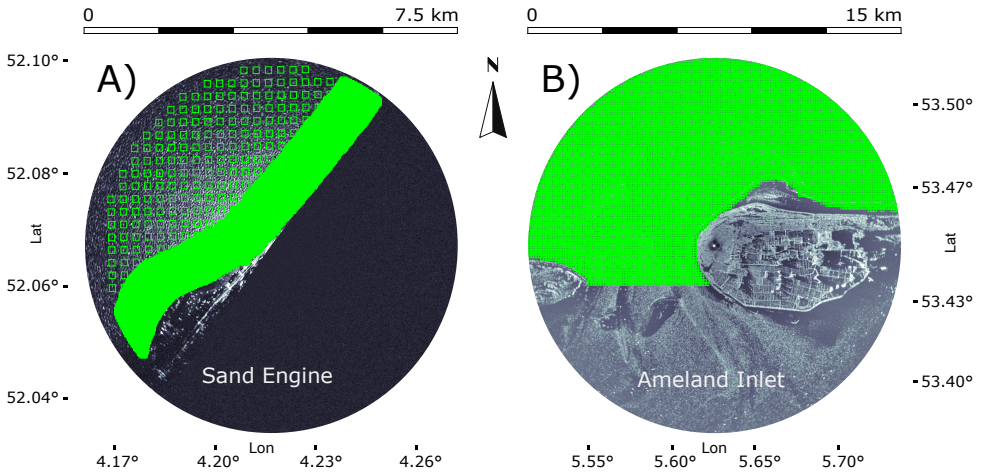 0 7.5 km
0 15 km
A)
N
B)
52.10°
52.08°
Lat
52.06°
52.04°
Sand Engine
4.17° 4.20° Lon 4.23° 4.26°
53.50°
53.47°
Lat
53.43°
53.40°
Ameland Inlet
5.55° 5.60° Lon 5.65° 5.70°